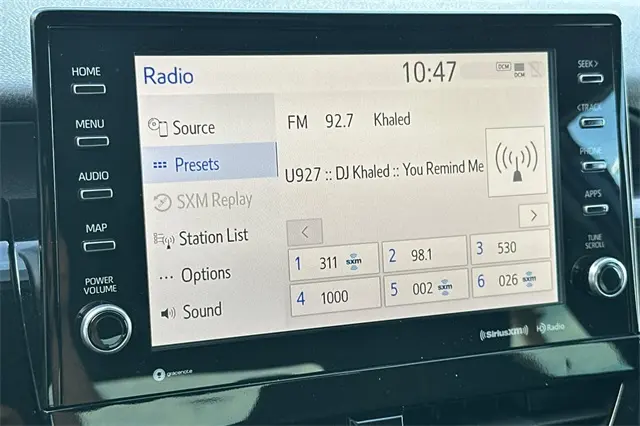 HOME
MENU
AUDIO
MAP
POWER
VOLUME
Radio
10:47
DCM
DCM
Source
Presets
SXM Replay
Station List
Options
Sound
FM 92.7 Khaled
U927 :: DJ Khaled :: You Remind Me
1 311 sxm
2 98.1
3 530
4 1000
5 002 sxm
6 026 sxm
SEEK>
<TRACK
PHONE
APPS
TUNE
SCROLL
gracenote
SiriusXM
HD Radio